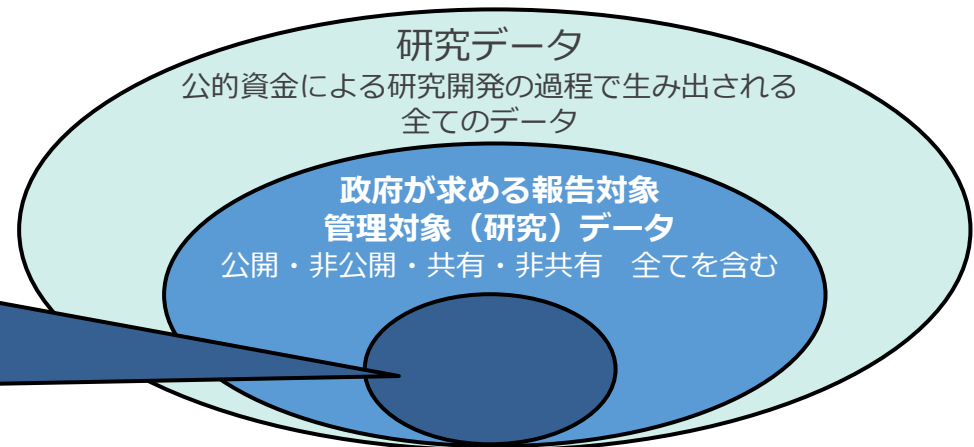 研究データ
公的資金による研究開発の過程で生み出される
全てのデータ
政府が求める報告対象
管理対象（研究）データ
公開・非公開・共有・非共有　全てを含む